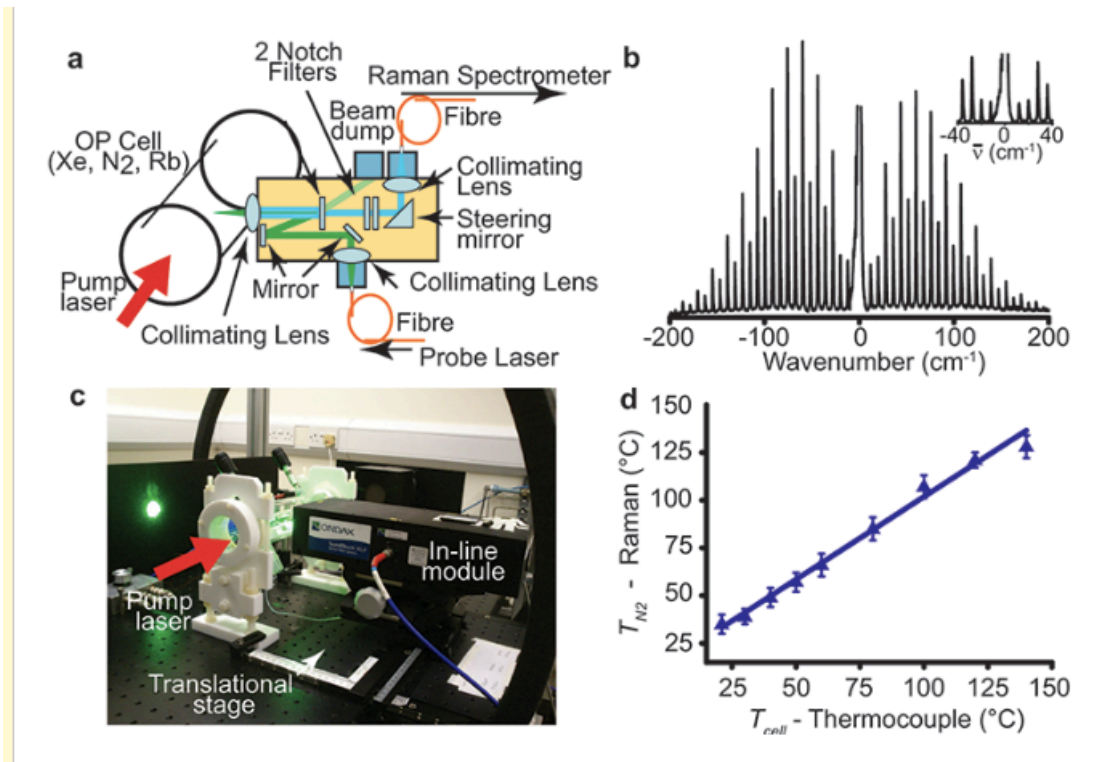 a
2 Notch
Filters
Raman Spectrometer
Beam
dump
Fibre
OP Cell
(Xe, N2, Rb)
Collimating
Lens
Steering
mirror
Pump
laser
Mirror
Collimating Lens
Collimating Lens
Fibre
Probe Laser
b
-40 0 40
ν̅ (cm-1)
-200 -100 0 100 200
Wavenumber (cm-1)
c
ONDAX
In-line
module
Pump
laser
Translational
stage
d
150
125
100
75
50
25
TN2 - Raman (°C)
25 50 75 100 125 150
Tcell - Thermocouple (°C)